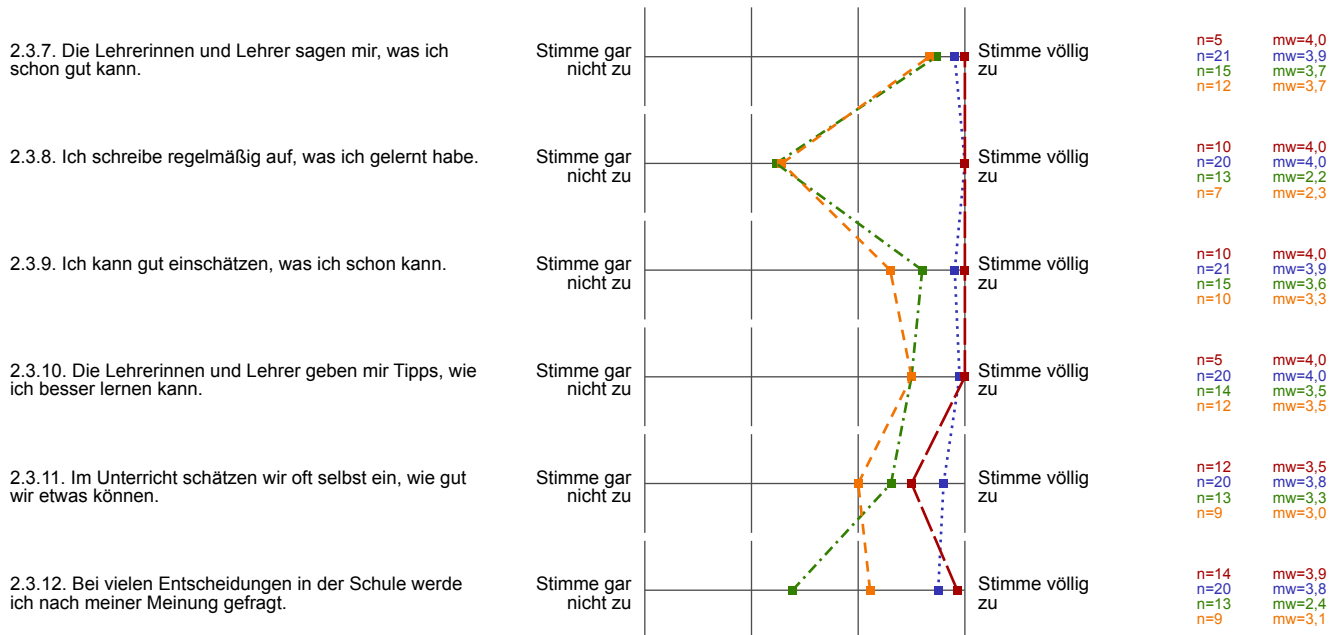 2.3.7. Die Lehrerinnen und Lehrer sagen mir, was ich
schon gut kann.
Stimme gar
nicht zu
Stimme völlig
zu
n=5 mw=4,0
n=21 mw=3,9
n=15 mw=3,7
n=12 mw=3,7
2.3.8. Ich schreibe regelmäßig auf, was ich gelernt habe.
Stimme gar
nicht zu
Stimme völlig
zu
n=10 mw=4,0
n=20 mw=4,0
n=13 mw=2,2
n=7 mw=2,3
2.3.9. Ich kann gut einschätzen, was ich schon kann.
Stimme gar
nicht zu
Stimme völlig
zu
n=10 mw=4,0
n=21 mw=3,9
n=15 mw=3,6
n=10 mw=3,3
2.3.10. Die Lehrerinnen und Lehrer geben mir Tipps, wie
ich besser lernen kann.
Stimme gar
nicht zu
Stimme völlig
zu
n=5 mw=4,0
n=20 mw=4,0
n=14 mw=3,5
n=12 mw=3,5
2.3.11. Im Unterricht schätzen wir oft selbst ein, wie gut
wir etwas können.
Stimme gar
nicht zu
Stimme völlig
zu
n=12 mw=3,5
n=20 mw=3,8
n=13 mw=3,3
n=9 mw=3,0
2.3.12. Bei vielen Entscheidungen in der Schule werde
ich nach meiner Meinung gefragt.
Stimme gar
nicht zu
Stimme völlig
zu
n=14 mw=3,9
n=20 mw=3,8
n=13 mw=2,4
n=9 mw=3,1